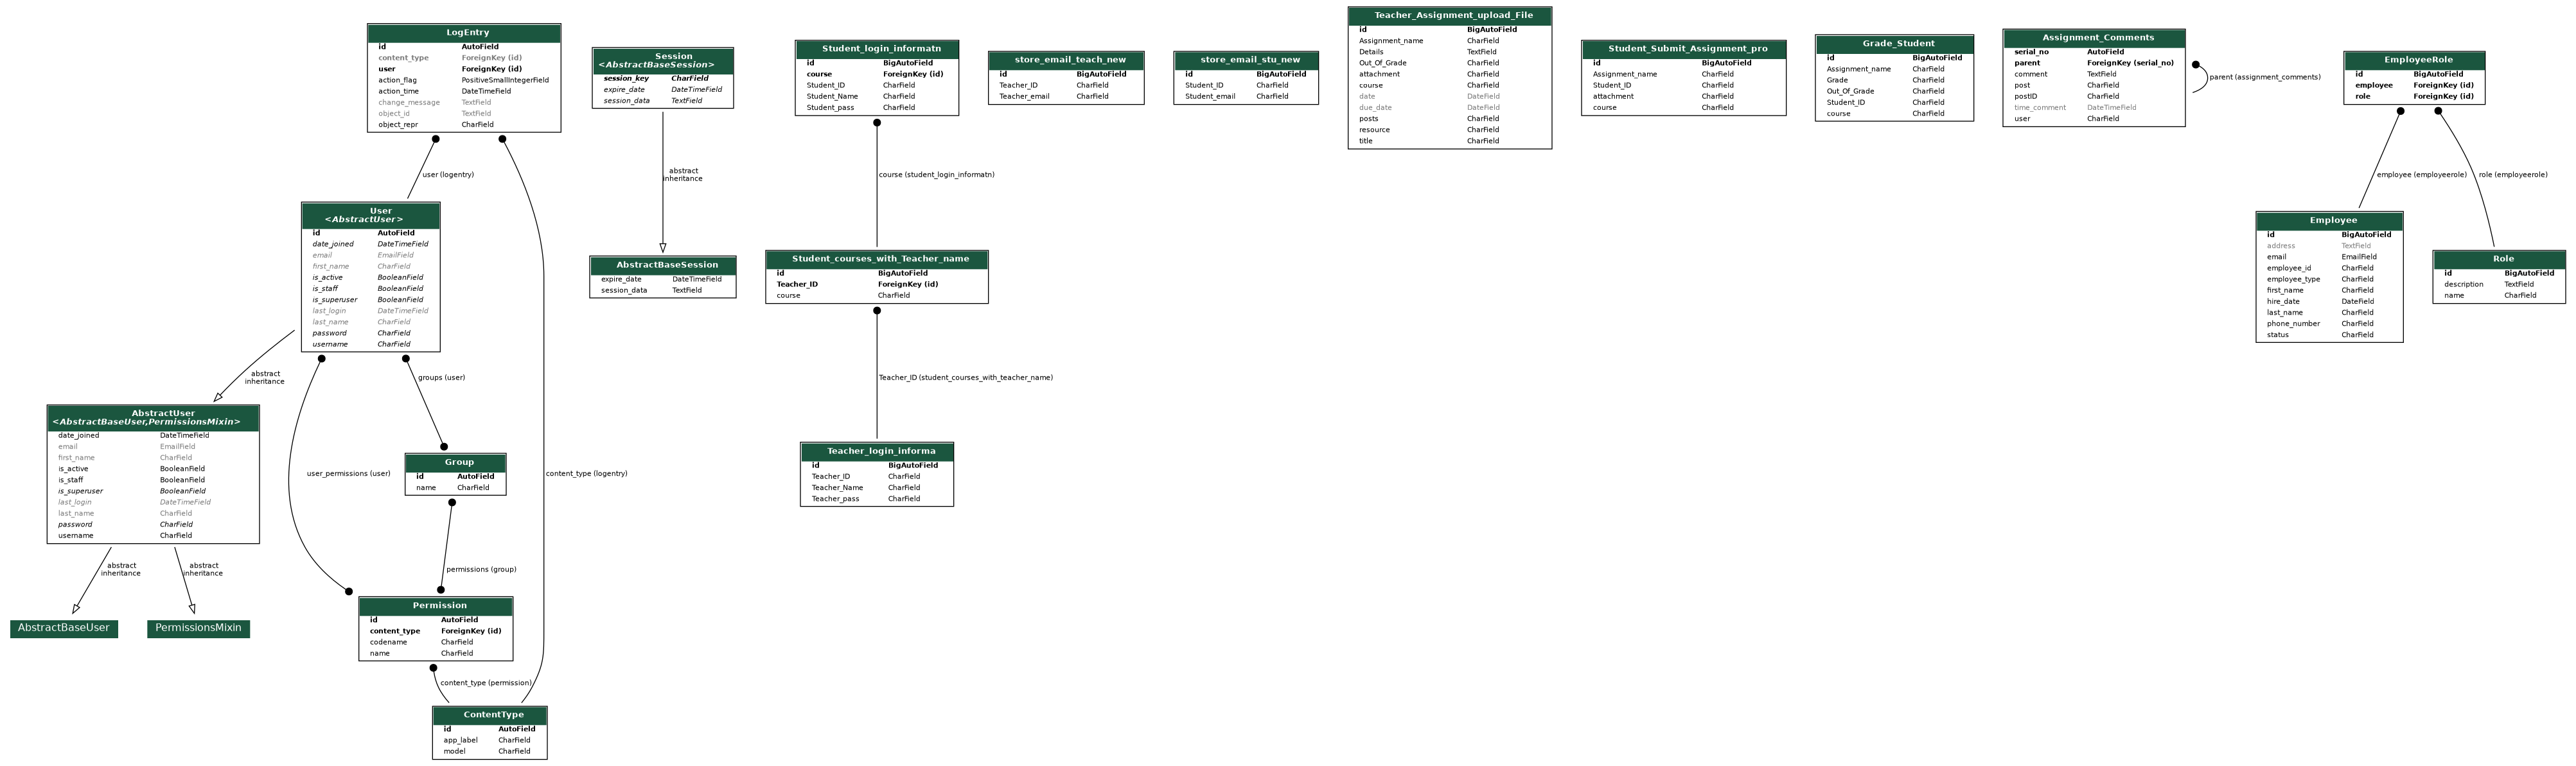 LogEntry
id AutoField
content_type ForeignKey (id)
user ForeignKey (id)
action_flag PositiveSmallIntegerField
action_time DateTimeField
change_message TextField
object_id TextField
object_repr CharField
user (logentry)
content_type (logentry)
User
<AbstractUser>
id AutoField
date_joined DateTimeField
email EmailField
first_name CharField
is_active BooleanField
is_staff BooleanField
is_superuser BooleanField
last_login DateTimeField
last_name CharField
password CharField
username CharField
abstract
inheritance
groups (user)
user_permissions (user)
AbstractUser
<AbstractBaseUser,PermissionsMixin>
date_joined DateTimeField
email EmailField
first_name CharField
is_active BooleanField
is_staff BooleanField
is_superuser BooleanField
last_login DateTimeField
last_name CharField
password CharField
username CharField
abstract
inheritance
abstract
inheritance
AbstractBaseUser
PermissionsMixin
Group
id AutoField
name CharField
permissions (group)
Permission
id AutoField
content_type ForeignKey (id)
codename CharField
name CharField
content_type (permission)
ContentType
id AutoField
app_label CharField
model CharField
Session
<AbstractBaseSession>
session_key CharField
expire_date DateTimeField
session_data TextField
abstract
inheritance
AbstractBaseSession
expire_date DateTimeField
session_data TextField
Student_login_informatn
id BigAutoField
course ForeignKey (id)
Student_ID CharField
Student_Name CharField
Student_pass CharField
course (student_login_informatn)
Student_courses_with_Teacher_name
id BigAutoField
Teacher_ID ForeignKey (id)
course CharField
Teacher_ID (student_courses_with_teacher_name)
Teacher_login_informa
id BigAutoField
Teacher_ID CharField
Teacher_Name CharField
Teacher_pass CharField
store_email_teach_new
id BigAutoField
Teacher_ID CharField
Teacher_email CharField
store_email_stu_new
id BigAutoField
Student_ID CharField
Student_email CharField
Teacher_Assignment_upload_File
id BigAutoField
Assignment_name CharField
Details TextField
Out_Of_Grade CharField
attachment CharField
course CharField
date DateField
due_date DateField
posts CharField
resource CharField
title CharField
Student_Submit_Assignment_pro
id BigAutoField
Assignment_name CharField
Student_ID CharField
attachment CharField
course CharField
Grade_Student
id BigAutoField
Assignment_name CharField
Grade CharField
Out_Of_Grade CharField
Student_ID CharField
course CharField
Assignment_Comments
serial_no AutoField
parent ForeignKey (serial_no)
comment TextField
post CharField
postID CharField
time_comment DateTimeField
user CharField
parent (assignment_comments)
EmployeeRole
id BigAutoField
employee ForeignKey (id)
role ForeignKey (id)
employee (employeerole)
role (employeerole)
Employee
id BigAutoField
address TextField
email EmailField
employee_id CharField
employee_type CharField
first_name CharField
hire_date DateField
last_name CharField
phone_number CharField
status CharField
Role
id BigAutoField
description TextField
name CharField